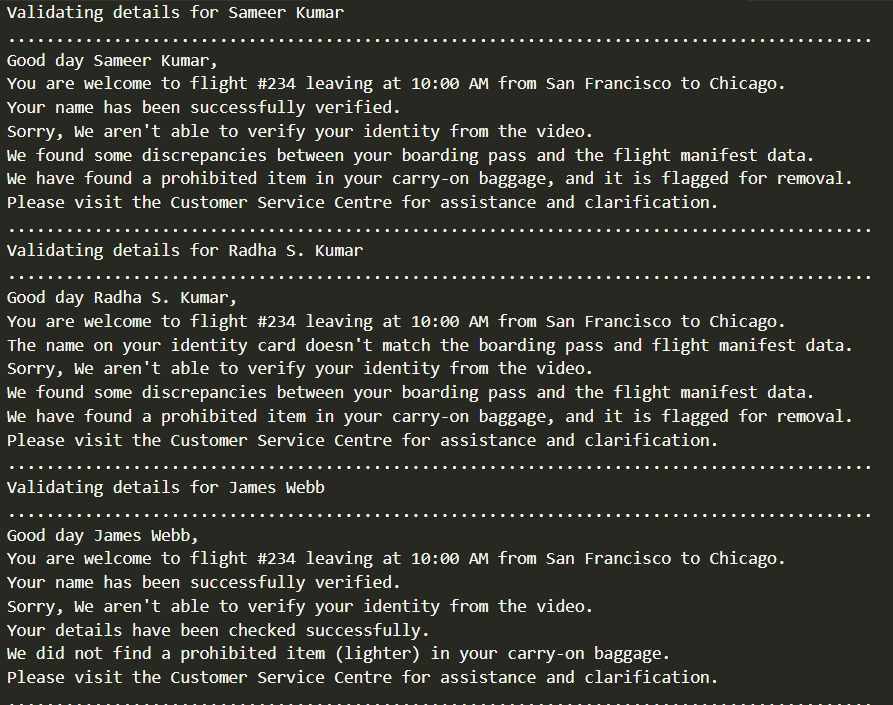 Validating details for Sameer Kumar
..........................................................................................
Good day Sameer Kumar,
You are welcome to flight #234 leaving at 10:00 AM from San Francisco to Chicago.
Your name has been successfully verified.
Sorry, We aren't able to verify your identity from the video.
We found some discrepancies between your boarding pass and the flight manifest data.
We have found a prohibited item in your carry-on baggage, and it is flagged for removal.
Please visit the Customer Service Centre for assistance and clarification.
..........................................................................................
Validating details for Radha S. Kumar
..........................................................................................
Good day Radha S. Kumar,
You are welcome to flight #234 leaving at 10:00 AM from San Francisco to Chicago.
The name on your identity card doesn't match the boarding pass and flight manifest data.
Sorry, We aren't able to verify your identity from the video.
We found some discrepancies between your boarding pass and the flight manifest data.
We have found a prohibited item in your carry-on baggage, and it is flagged for removal.
Please visit the Customer Service Centre for assistance and clarification.
..........................................................................................
Validating details for James Webb
..........................................................................................
Good day James Webb,
You are welcome to flight #234 leaving at 10:00 AM from San Francisco to Chicago.
Your name has been successfully verified.
Sorry, We aren't able to verify your identity from the video.
Your details have been checked successfully.
We did not find a prohibited item (lighter) in your carry-on baggage.
Please visit the Customer Service Centre for assistance and clarification.
..........................................................................................